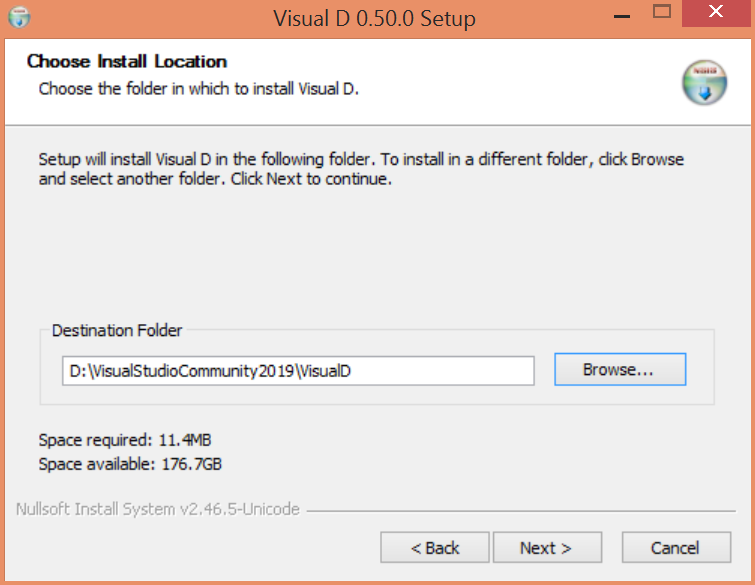 Visual D 0.50.0 Setup
Choose Install Location
Choose the folder in which to install Visual D.
Setup will install Visual D in the following folder. To install in a different folder, click Browse
and select another folder. Click Next to continue.
Destination Folder
D:\VisualStudioCommunity2019\VisualD
Browse...
Space required: 11.4MB
Space available: 176.7GB
Nullsoft Install System v2.46.5-Unicode
< Back
Next >
Cancel